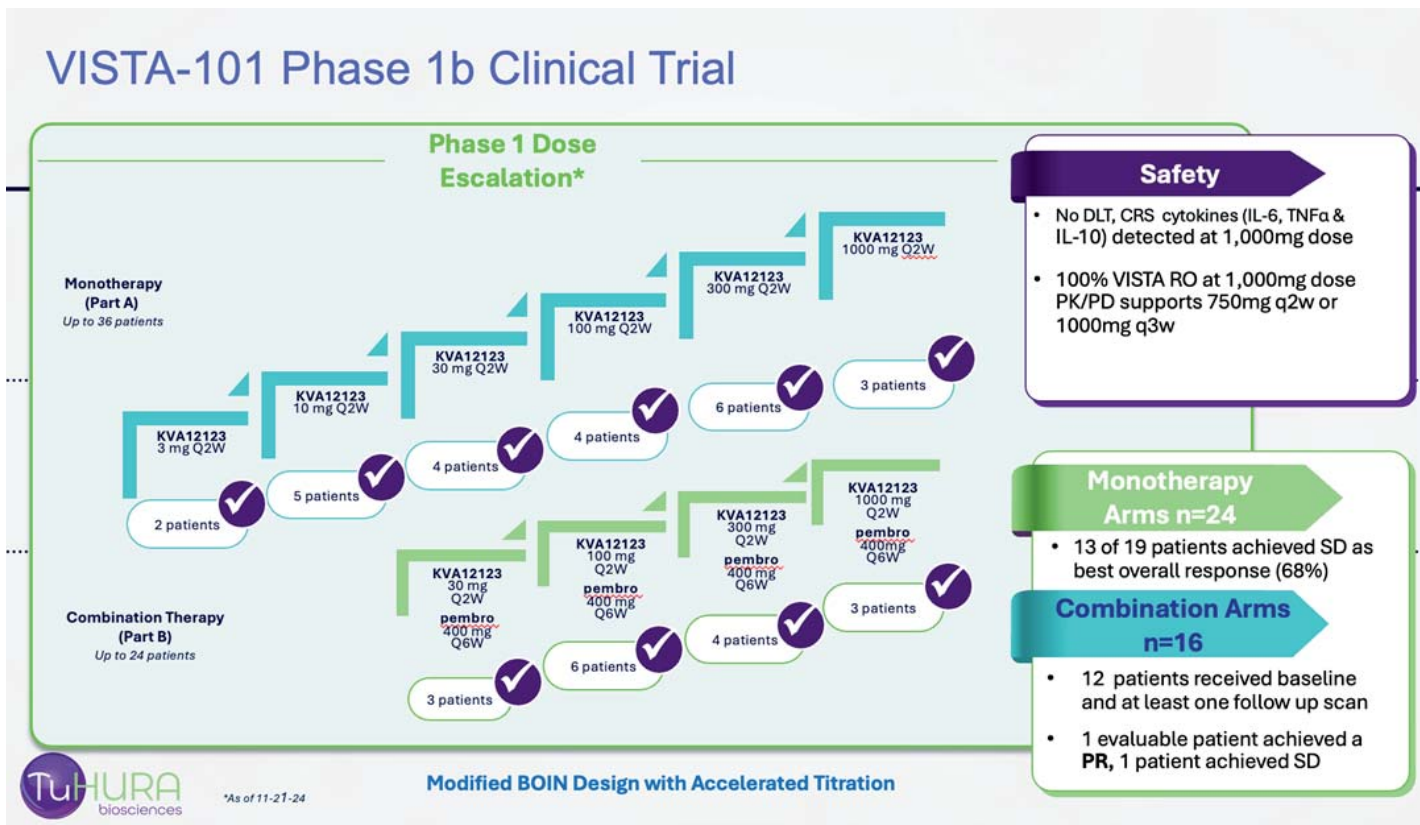 VISTA-101 Phase 1b Clinical Trial
Phase 1 Dose
Escalation*
Monotherapy
(Part A)
Up to 36 patients
KVA12123
3 mg Q2W
2 patients
KVA12123
10 mg Q2W
5 patients
KVA12123
30 mg Q2W
4 patients
KVA12123
100 mg Q2W
4 patients
KVA12123
300 mg Q2W
6 patients
KVA12123
1000 mg Q2W
3 patients
Combination Therapy
(Part B)
Up to 24 patients
KVA12123
30 mg
Q2W
pembro
400 mg
Q6W
3 patients
KVA12123
100 mg
Q2W
pembro
400 mg
Q6W
6 patients
KVA12123
300 mg
Q2W
pembro
400 mg
Q6W
4 patients
KVA12123
1000 mg
Q2W
pembro
400mg
Q6W
3 patients
Safety
• No DLT, CRS cytokines (IL-6, TNFα &
IL-10) detected at 1,000mg dose
• 100% VISTA RO at 1,000mg dose
PK/PD supports 750mg q2w or
1000mg q3w
Monotherapy
Arms n=24
• 13 of 19 patients achieved SD as
best overall response (68%)
Combination Arms
n=16
• 12 patients received baseline
and at least one follow up scan
• 1 evaluable patient achieved a
PR, 1 patient achieved SD
TuHURA
biosciences
*As of 11-21-24
Modified BOIN Design with Accelerated Titration